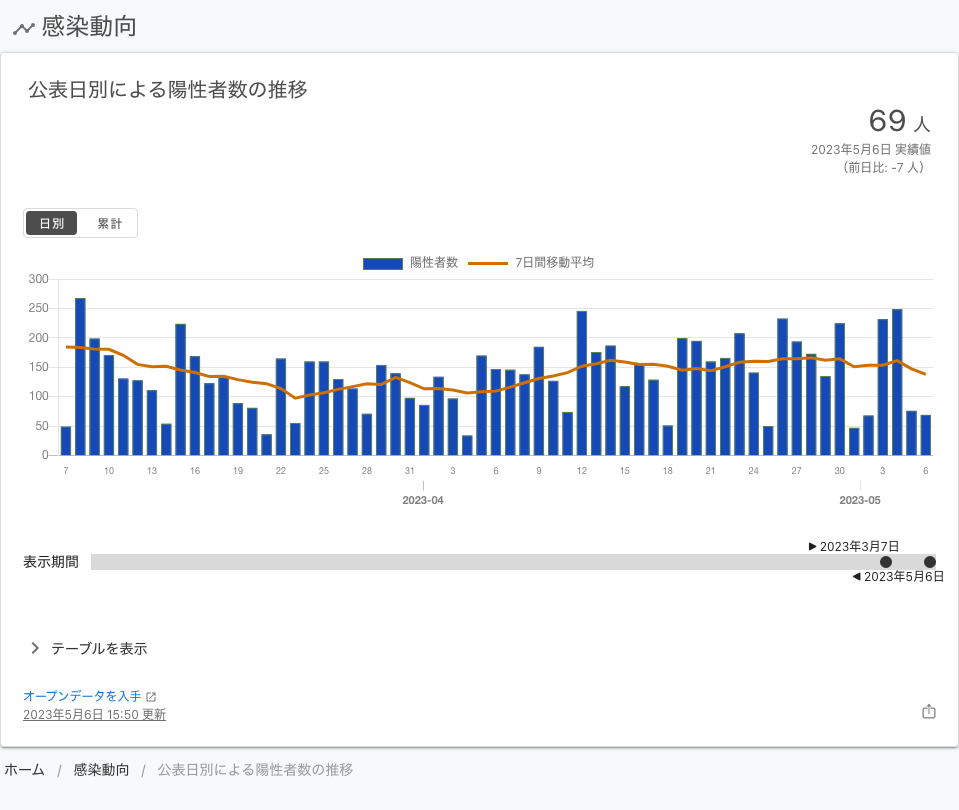 感染動向
公表日別による陽性者数の推移
69 人
2023年5月6日 実績値
（前日比: -7 人）
日別 累計
陽性者数 7日間移動平均
300
250
200
150
100
50
0
7 10 13 16 19 22 25 28 31 3 6 9 12 15 18 21 24 27 30 3 6
2023-04 2023-05
2023年3月7日
表示期間
2023年5月6日
テーブルを表示
オープンデータを入手
2023年5月6日 15:50 更新
ホーム / 感染動向 / 公表日別による陽性者数の推移